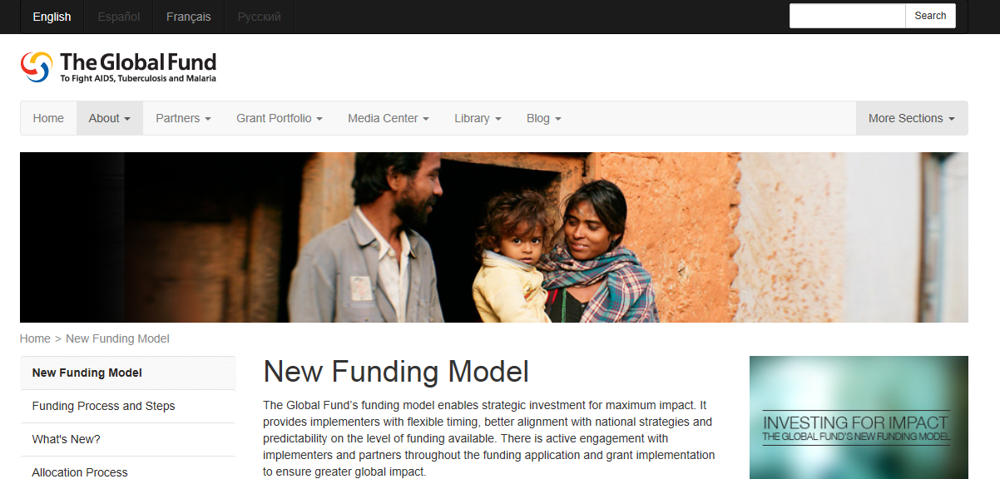 English Español Français Русский Search
The Global Fund
To Fight AIDS, Tuberculosis and Malaria
Home About Partners Grant Portfolio Media Center Library Blog More Sections
Home > New Funding Model
New Funding Model
Funding Process and Steps
What's New?
Allocation Process
New Funding Model
The Global Fund’s funding model enables strategic investment for maximum impact. It
provides implementers with flexible timing, better alignment with national strategies and
predictability on the level of funding available. There is active engagement with
implementers and partners throughout the funding application and grant implementation
to ensure greater global impact.
INVESTING FOR IMPACT
THE GLOBAL FUND'S NEW FUNDING MODEL